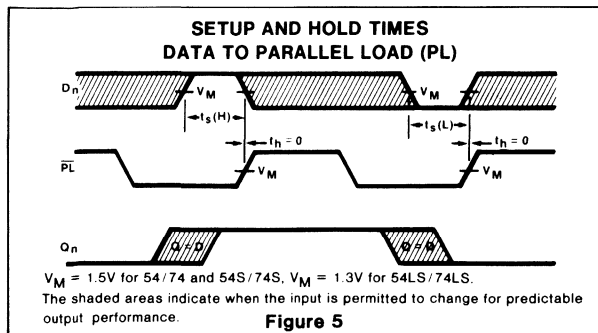 SETUP AND HOLD TIMES
DATA TO PARALLEL LOAD (PL)
Dn
VM
VM
ts(H)
ts(L)
th = 0
th = 0
PL
VM
VM
Qn
Q = D
Q = D
VM = 1.5V for 54/74 and 54S/74S, VM = 1.3V for 54LS/74LS.
The shaded areas indicate when the input is permitted to change for predictable
output performance.
Figure 5